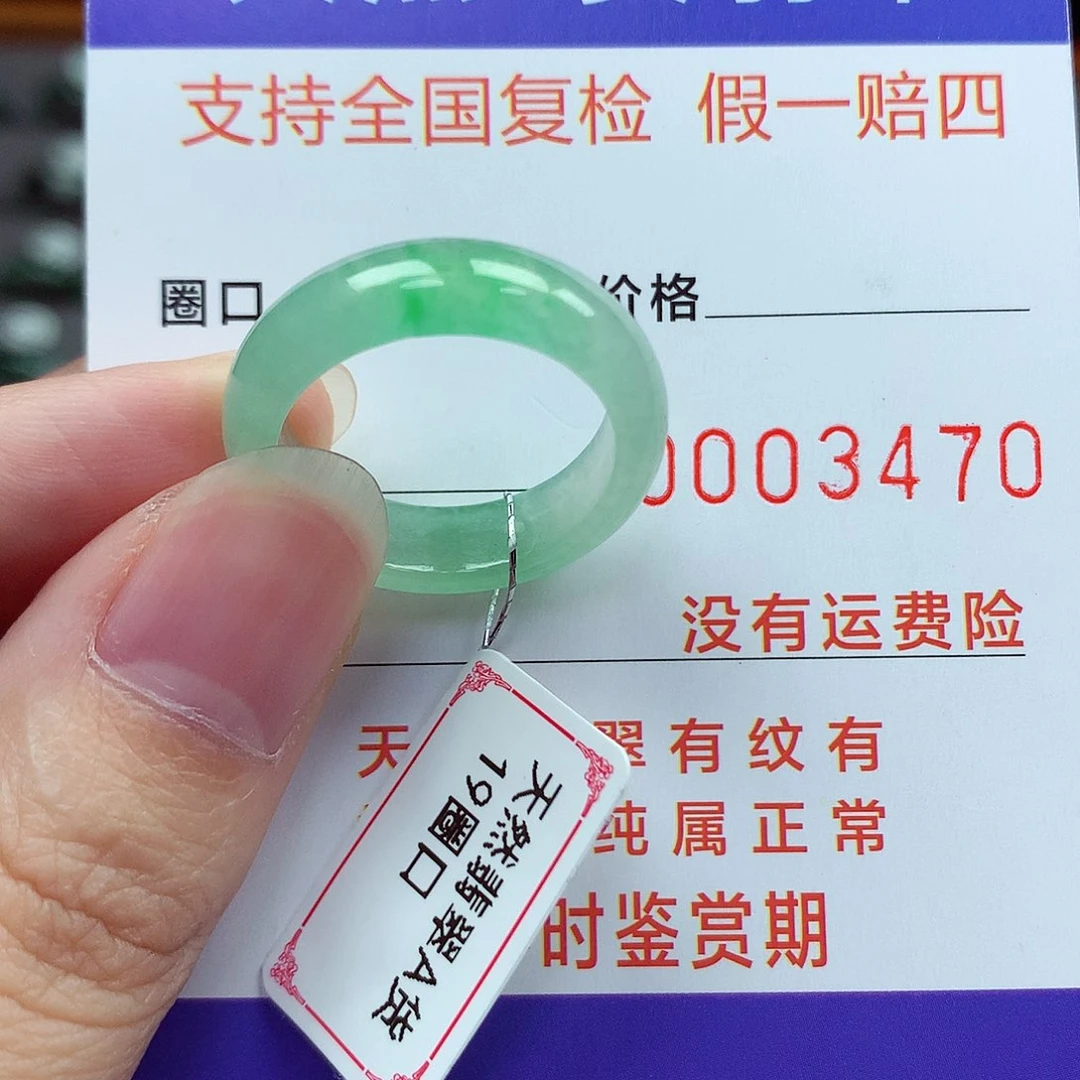 支持全国复检 假一赔四
圈口 价格
0003470
没有运费险
天 翠有纹有
纯属正常
时鉴赏期
天然翡翠A货
19圈口